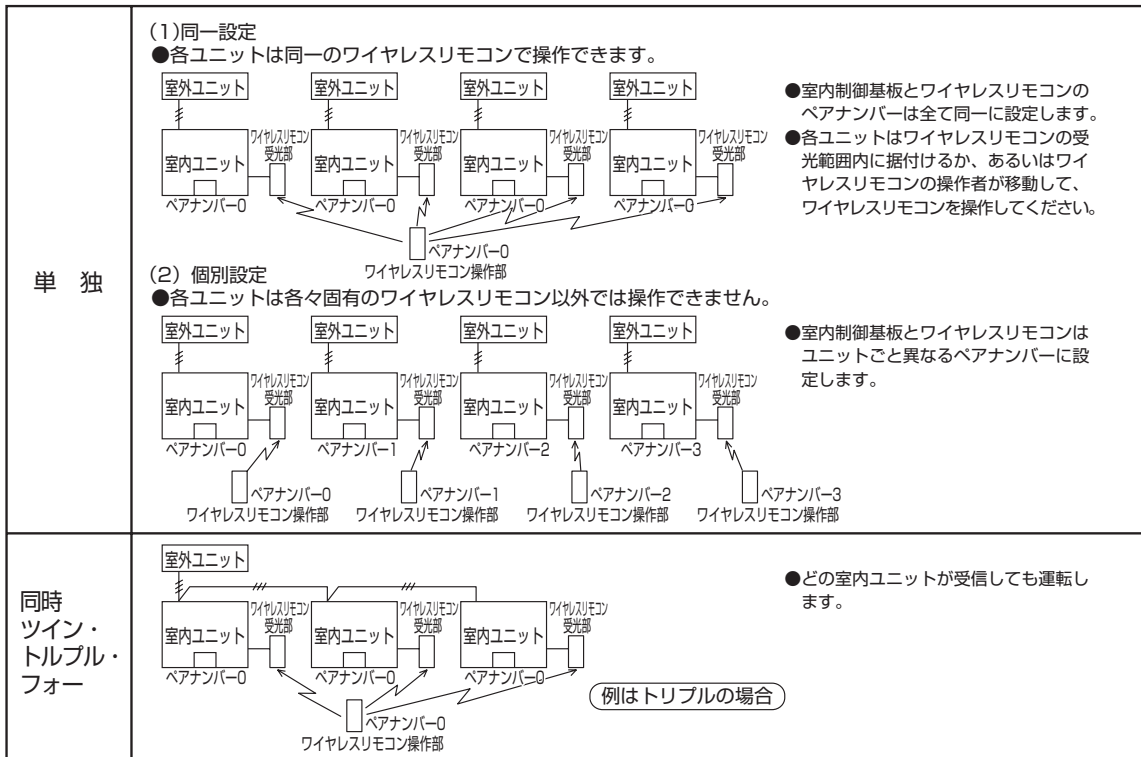 単 独
(1)同一設定
●各ユニットは同一のワイヤレスリモコンで操作できます。
室外ユニット 室外ユニット 室外ユニット 室外ユニット
ワイヤレスリモコン受光部 ワイヤレスリモコン受光部 ワイヤレスリモコン受光部 ワイヤレスリモコン受光部
室内ユニット 室内ユニット 室内ユニット 室内ユニット
ペアナンバー0 ペアナンバー0 ペアナンバー0 ペアナンバー0
ペアナンバー0
ワイヤレスリモコン操作部
●室内制御基板とワイヤレスリモコンの
ペアナンバーは全て同一に設定します。
●各ユニットはワイヤレスリモコンの受
光範囲内に据付けるか、あるいはワイ
ヤレスリモコンの操作者が移動して、
ワイヤレスリモコンを操作してください。
(2) 個別設定
●各ユニットは各々固有のワイヤレスリモコン以外では操作できません。
室外ユニット 室外ユニット 室外ユニット 室外ユニット
ワイヤレスリモコン受光部 ワイヤレスリモコン受光部 ワイヤレスリモコン受光部 ワイヤレスリモコン受光部
室内ユニット 室内ユニット 室内ユニット 室内ユニット
ペアナンバー0 ペアナンバー1 ペアナンバー2 ペアナンバー3
ペアナンバー0 ペアナンバー1 ペアナンバー2 ペアナンバー3
ワイヤレスリモコン操作部 ワイヤレスリモコン操作部 ワイヤレスリモコン操作部 ワイヤレスリモコン操作部
●室内制御基板とワイヤレスリモコンは
ユニットごと異なるペアナンバーに設
定します。
同時
ツイン・
トルプル・
フォー
室外ユニット
ワイヤレスリモコン受光部 ワイヤレスリモコン受光部 ワイヤレスリモコン受光部
室内ユニット 室内ユニット 室内ユニット
ペアナンバー0 ペアナンバー0 ペアナンバー0
ペアナンバー0
ワイヤレスリモコン操作部
例はトリプルの場合
●どの室内ユニットが受信しても運転し
ます。